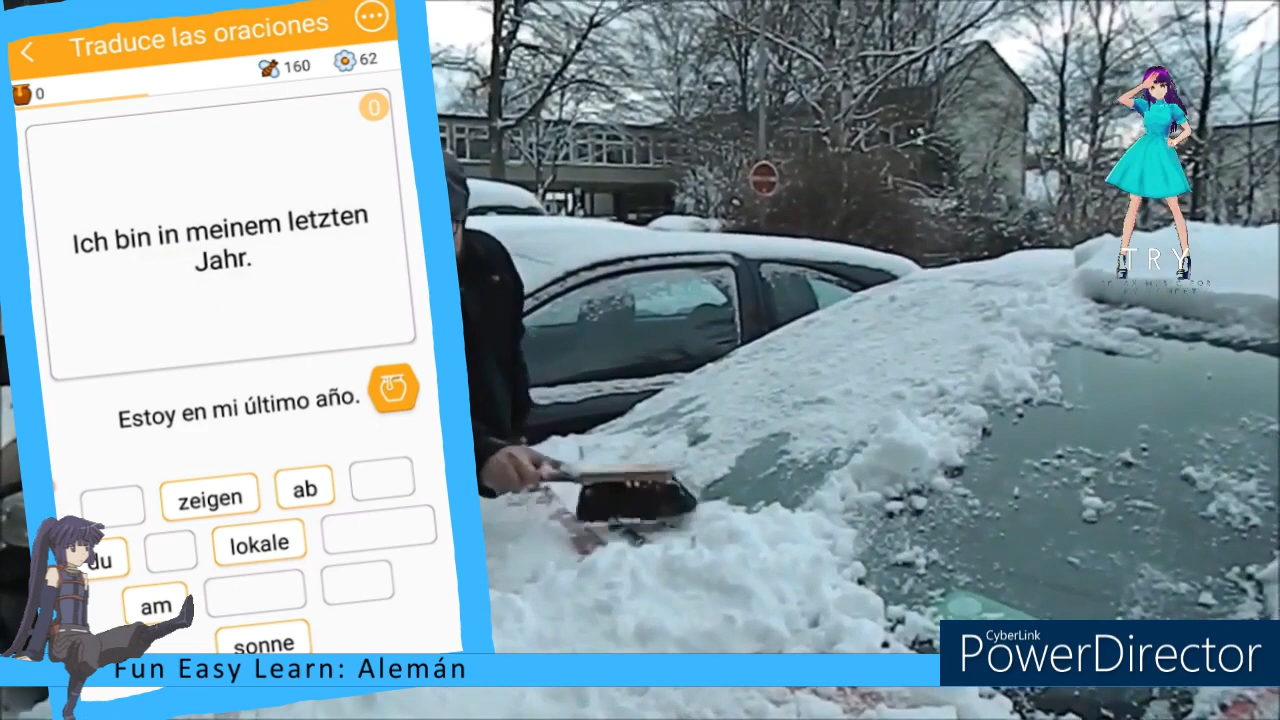 Traduce las oraciones
0
160
62
0
Ich bin in meinem letzten
Jahr.
Estoy en mi último año.
zeigen
ab
du
lokale
am
sonne
Fun Easy Learn: Alemán
TRY
CyberLink
PowerDirector